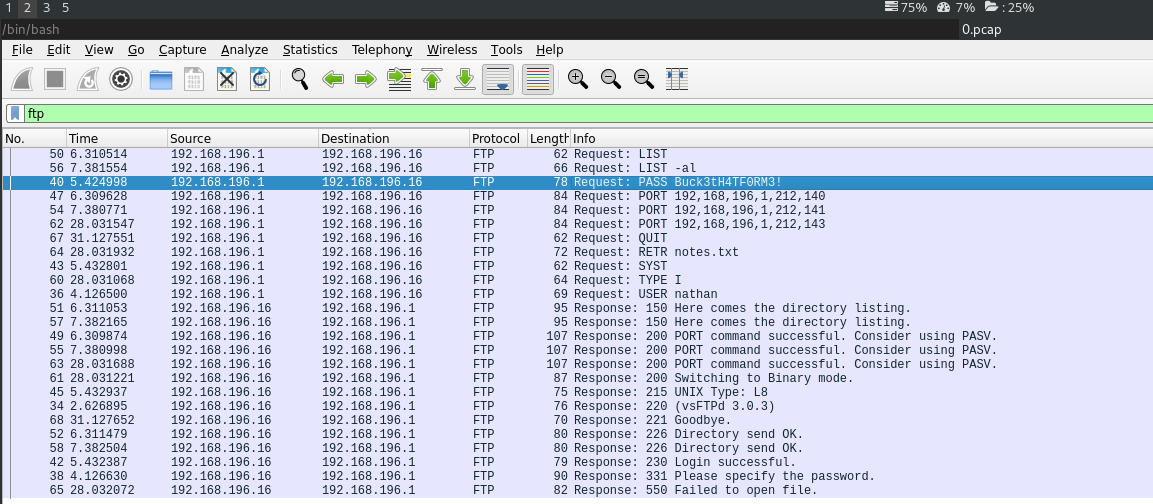 1 2 3 5 75% 7% : 25%
/bin/bash 0.pcap
File Edit View Go Capture Analyze Statistics Telephony Wireless Tools Help
ftp
No. Time Source Destination Protocol Length Info
50 6.310514 192.168.196.1 192.168.196.16 FTP 62 Request: LIST
56 7.381554 192.168.196.1 192.168.196.16 FTP 66 Request: LIST -al
40 5.424998 192.168.196.1 192.168.196.16 FTP 78 Request: PASS Buck3tH4TF0RM3!
47 6.309628 192.168.196.1 192.168.196.16 FTP 84 Request: PORT 192,168,196,1,212,140
54 7.380771 192.168.196.1 192.168.196.16 FTP 84 Request: PORT 192,168,196,1,212,141
62 28.031547 192.168.196.1 192.168.196.16 FTP 84 Request: PORT 192,168,196,1,212,143
67 31.127551 192.168.196.1 192.168.196.16 FTP 62 Request: QUIT
64 28.031932 192.168.196.1 192.168.196.16 FTP 72 Request: RETR notes.txt
43 5.432801 192.168.196.1 192.168.196.16 FTP 62 Request: SYST
60 28.031068 192.168.196.1 192.168.196.16 FTP 64 Request: TYPE I
36 4.126500 192.168.196.1 192.168.196.16 FTP 69 Request: USER nathan
51 6.311053 192.168.196.16 192.168.196.1 FTP 95 Response: 150 Here comes the directory listing.
57 7.382165 192.168.196.16 192.168.196.1 FTP 95 Response: 150 Here comes the directory listing.
49 6.309874 192.168.196.16 192.168.196.1 FTP 107 Response: 200 PORT command successful. Consider using PASV.
55 7.380998 192.168.196.16 192.168.196.1 FTP 107 Response: 200 PORT command successful. Consider using PASV.
63 28.031688 192.168.196.16 192.168.196.1 FTP 107 Response: 200 PORT command successful. Consider using PASV.
61 28.031221 192.168.196.16 192.168.196.1 FTP 87 Response: 200 Switching to Binary mode.
45 5.432937 192.168.196.16 192.168.196.1 FTP 75 Response: 215 UNIX Type: L8
34 2.626895 192.168.196.16 192.168.196.1 FTP 76 Response: 220 (vsFTPd 3.0.3)
68 31.127652 192.168.196.16 192.168.196.1 FTP 70 Response: 221 Goodbye.
52 6.311479 192.168.196.16 192.168.196.1 FTP 80 Response: 226 Directory send OK.
58 7.382504 192.168.196.16 192.168.196.1 FTP 80 Response: 226 Directory send OK.
42 5.432387 192.168.196.16 192.168.196.1 FTP 79 Response: 230 Login successful.
38 4.126630 192.168.196.16 192.168.196.1 FTP 90 Response: 331 Please specify the password.
65 28.032072 192.168.196.16 192.168.196.1 FTP 82 Response: 550 Failed to open file.